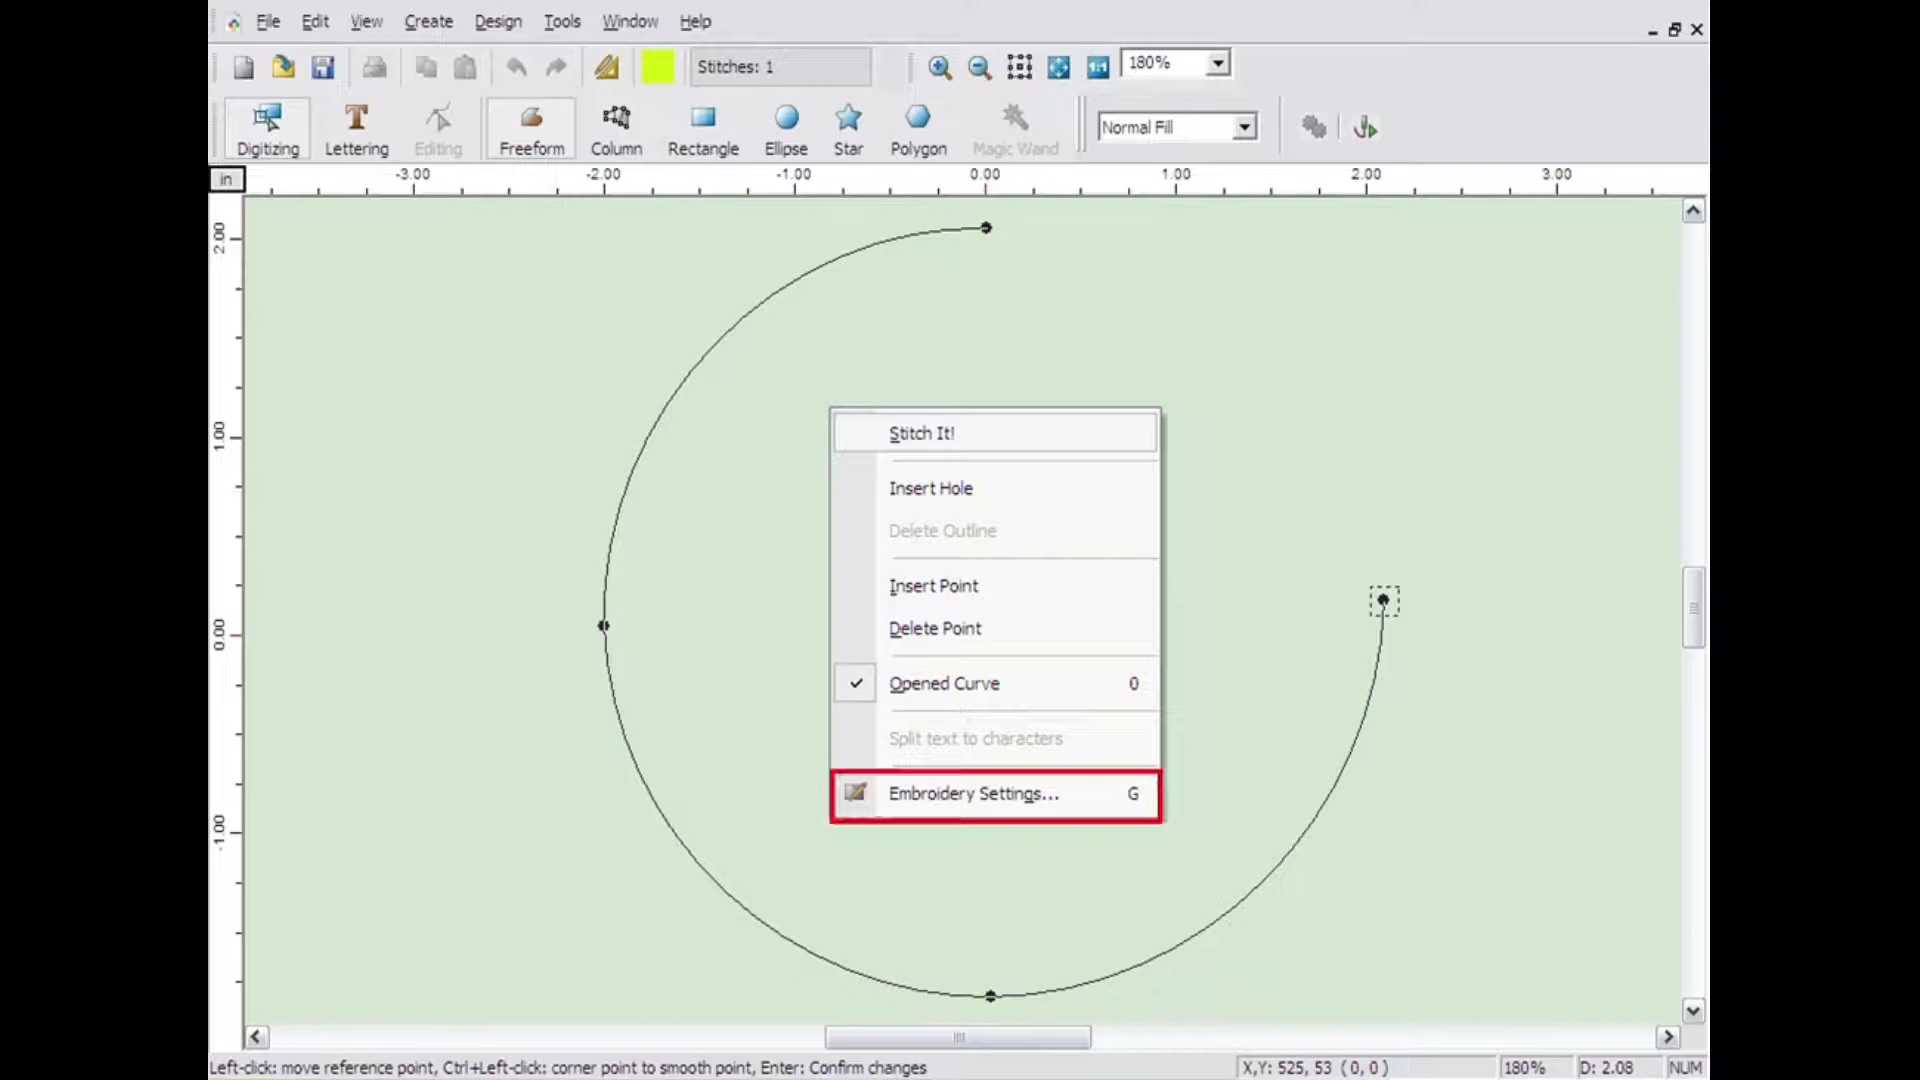 File Edit View Create Design Tools Window Help
Stitches: 1
1:1
180%
Digitizing Lettering Editing Freeform Column Rectangle Ellipse Star Polygon Magic Wand
Normal Fill
in
-3.00 -2.00 -1.00 0.00 1.00 2.00 3.00
2.00
1.00
0.00
-1.00
Stitch It!
Insert Hole
Delete Outline
Insert Point
Delete Point
Opened Curve 0
Split text to characters
Embroidery Settings... G
Left-click: move reference point, Ctrl+Left-click: corner point to smooth point, Enter: Confirm changes
X,Y: 525, 53 ( 0, 0 )
180%
D: 2.08
NUM